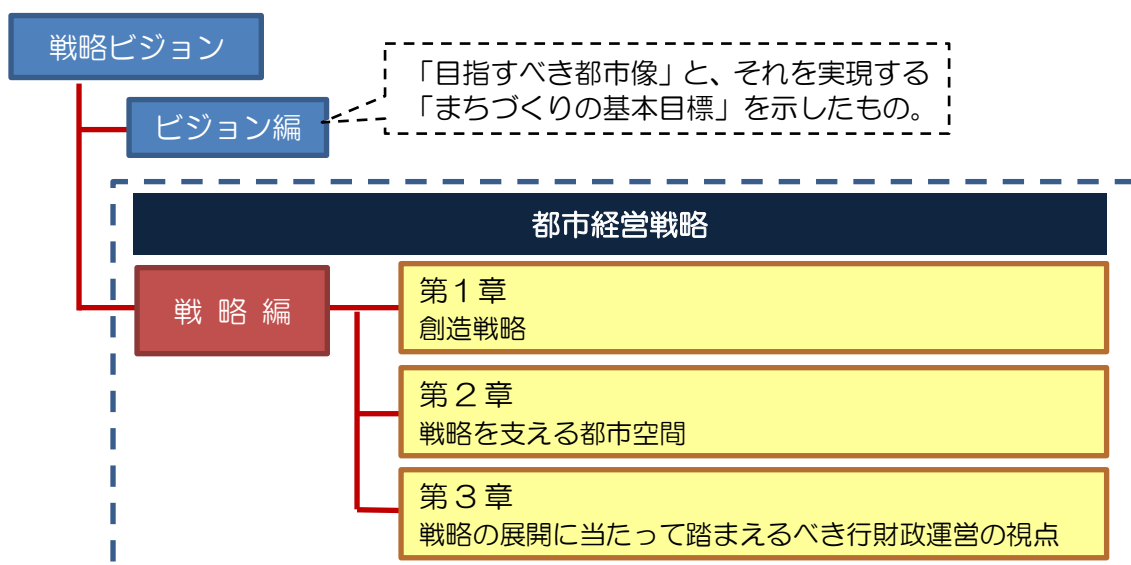 戦略ビジョン
「目指すべき都市像」と、それを実現する
「まちづくりの基本目標」を示したもの。
ビジョン編
都市経営戦略
戦 略 編
第１章
創造戦略
第２章
戦略を支える都市空間
第３章
戦略の展開に当たって踏まえるべき行財政運営の視点